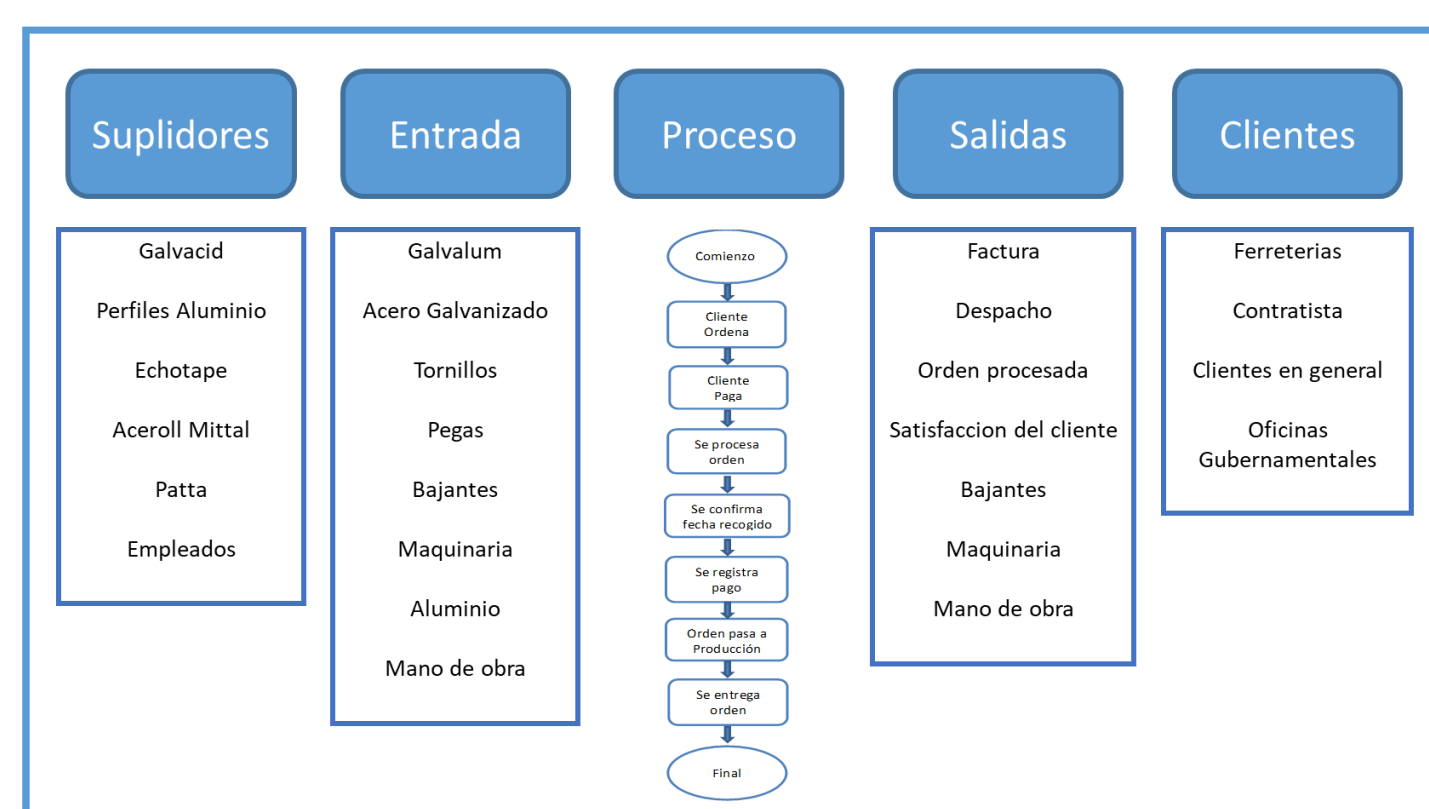 Suplidores
Entrada
Proceso
Salidas
Clientes
Galvacid
Perfiles Aluminio
Echotape
Aceroll Mittal
Patta
Empleados
Galvalum
Acero Galvanizado
Tornillos
Pegas
Bajantes
Maquinaria
Aluminio
Mano de obra
Comienzo
Cliente
Ordena
Cliente
Paga
Se procesa
orden
Se confirma
fecha recogido
Se registra
pago
Orden pasa a
Producción
Se entrega
orden
Final
Factura
Despacho
Orden procesada
Satisfaccion del cliente
Bajantes
Maquinaria
Mano de obra
Ferreterias
Contratista
Clientes en general
Oficinas
Gubernamentales